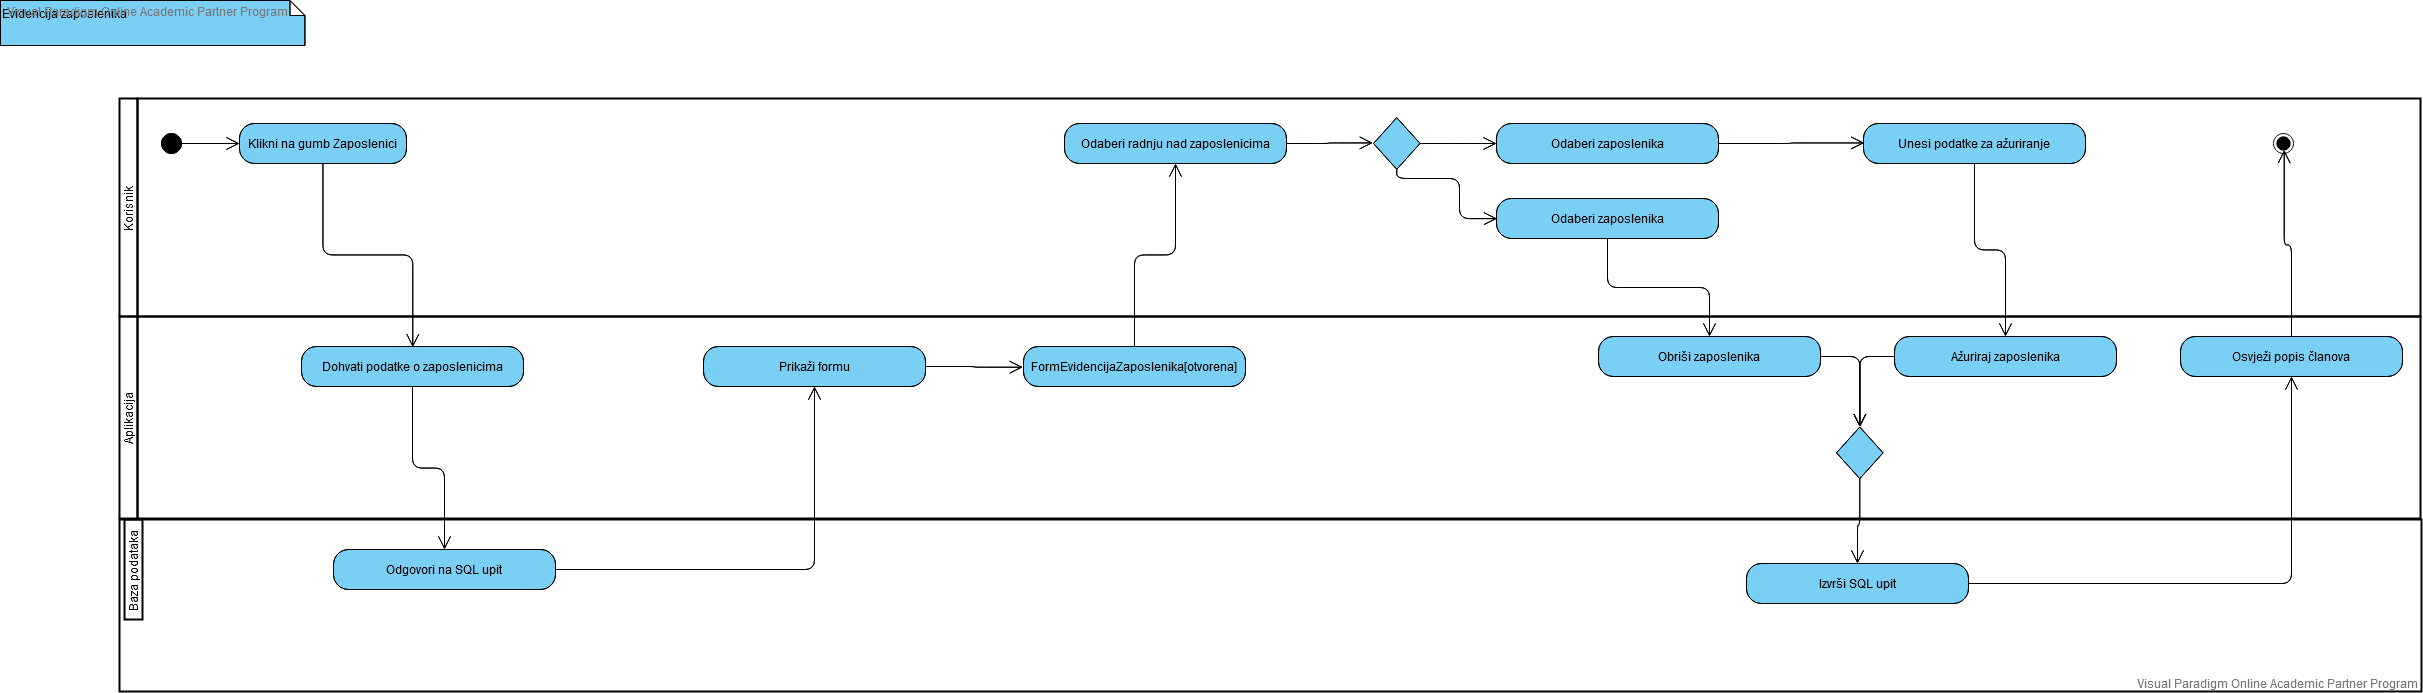 Evidencija zaposlenika
Visual Paradigm Online Academic Partner Program
Korisnik
Klikni na gumb Zaposlenici
Odaberi radnju nad zaposlenicima
Odaberi zaposlenika
Unesi podatke za ažuriranje
Odaberi zaposlenika
Aplikacija
Dohvati podatke o zaposlenicima
Prikaži formu
FormEvidencijaZaposlenika[otvorena]
Obriši zaposlenika
Ažuriraj zaposlenika
Osvježi popis članova
Baza podataka
Odgovori na SQL upit
Izvrši SQL upit
Visual Paradigm Online Academic Partner Program